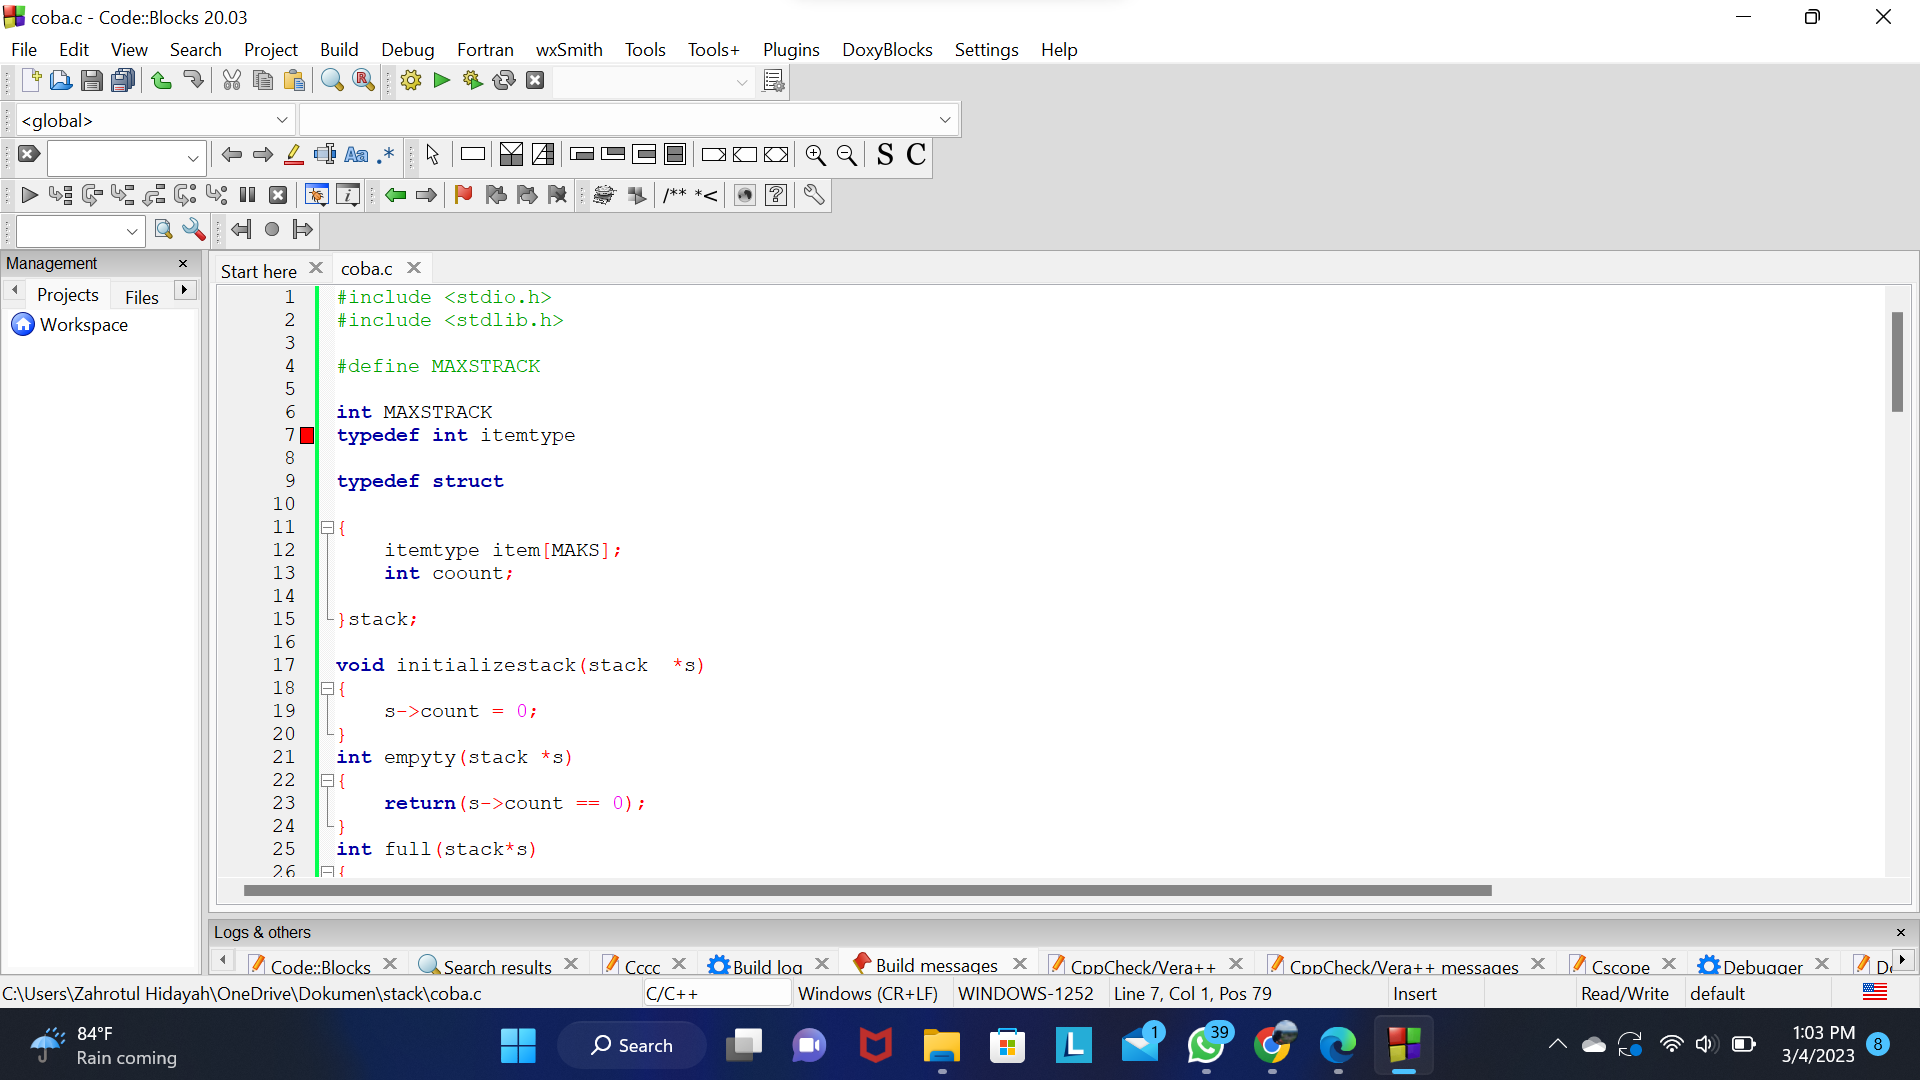 coba.c - Code::Blocks 20.03
File Edit View Search Project Build Debug Fortran wxSmith Tools Tools+ Plugins DoxyBlocks Settings Help
<global>
Aa .* S C
/** *<
Management
Projects Files
Workspace
Start here coba.c
1 #include <stdio.h>
2 #include <stdlib.h>
3
4 #define MAXSTRACK
5
6 int MAXSTRACK
7 typedef int itemtype
8
9 typedef struct
10
11 {
12 itemtype item[MAKS];
13 int coount;
14
15 }stack;
16
17 void initializestack(stack  *s)
18 {
19 s->count = 0;
20 }
21 int empyty(stack *s)
22 {
23 return(s->count == 0);
24 }
25 int full(stack*s)
26 {
Logs & others
Code::Blocks Search results Cccc Build log Build messages CppCheck/Vera++ CppCheck/Vera++ messages Cscope Debugger
C:\Users\Zahrotul Hidayah\OneDrive\Dokumen\stack\coba.c C/C++ Windows (CR+LF) WINDOWS-1252 Line 7, Col 1, Pos 79 Insert Read/Write default
84°F
Rain coming
Search
1
39
1:03 PM
3/4/2023
8